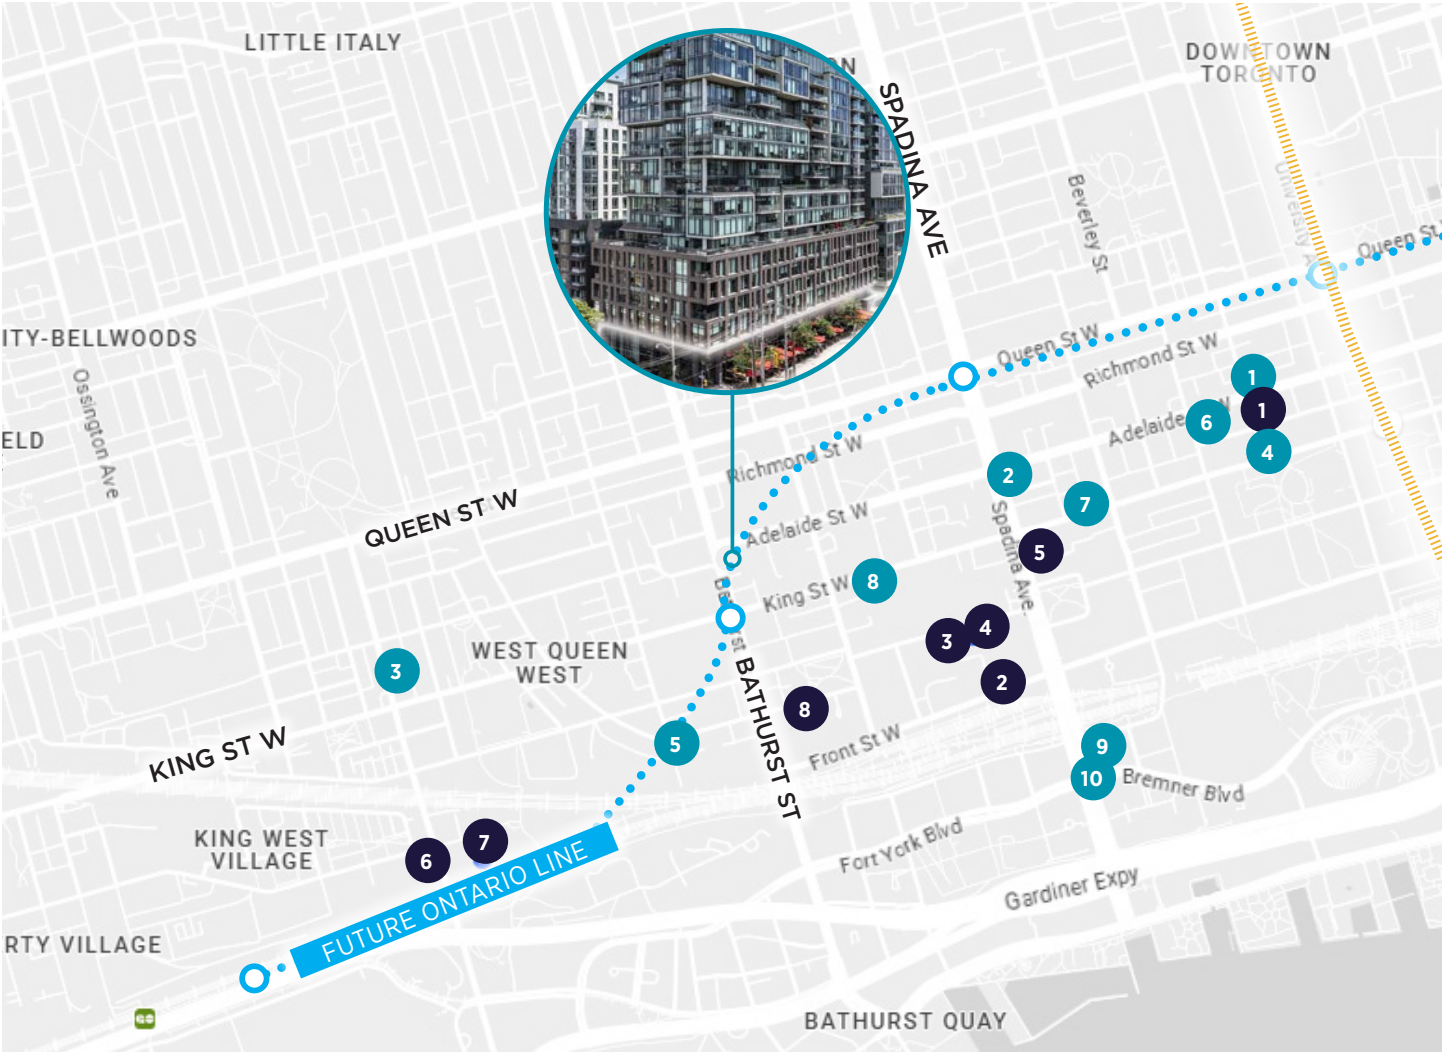 LITTLE ITALY
ON
DOWNTOWN
TORONTO
SPADINA AVE
Beverley St
University A
Queen St
ITY-BELLWOODS
Queen St W
Richmond St W
Ossington Ave
1
1
6
Adelaide
W
4
ELD
Richmond St W
2
QUEEN ST W
7
Adelaide St W
Spadina Ave.
5
8
King St W
4
3
WEST QUEEN
WEST
3
2
BATHURST ST
8
KING ST W
5
Front St W
9
10
Bremner Blvd
KING WEST
VILLAGE
7
6
Fort York Blvd
FUTURE ONTARIO LINE
Gardiner Expy
RTY VILLAGE
GO
BATHURST QUAY